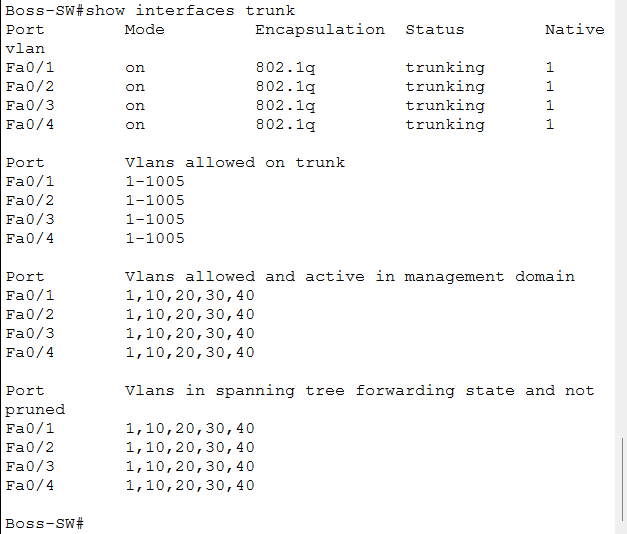 Boss-SW#show interfaces trunk
Port        Mode         Encapsulation  Status        Native
vlan
Fa0/1       on           802.1q         trunking      1
Fa0/2       on           802.1q         trunking      1
Fa0/3       on           802.1q         trunking      1
Fa0/4       on           802.1q         trunking      1

Port        Vlans allowed on trunk
Fa0/1       1-1005
Fa0/2       1-1005
Fa0/3       1-1005
Fa0/4       1-1005

Port        Vlans allowed and active in management domain
Fa0/1       1,10,20,30,40
Fa0/2       1,10,20,30,40
Fa0/3       1,10,20,30,40
Fa0/4       1,10,20,30,40

Port        Vlans in spanning tree forwarding state and not
pruned
Fa0/1       1,10,20,30,40
Fa0/2       1,10,20,30,40
Fa0/3       1,10,20,30,40
Fa0/4       1,10,20,30,40

Boss-SW#